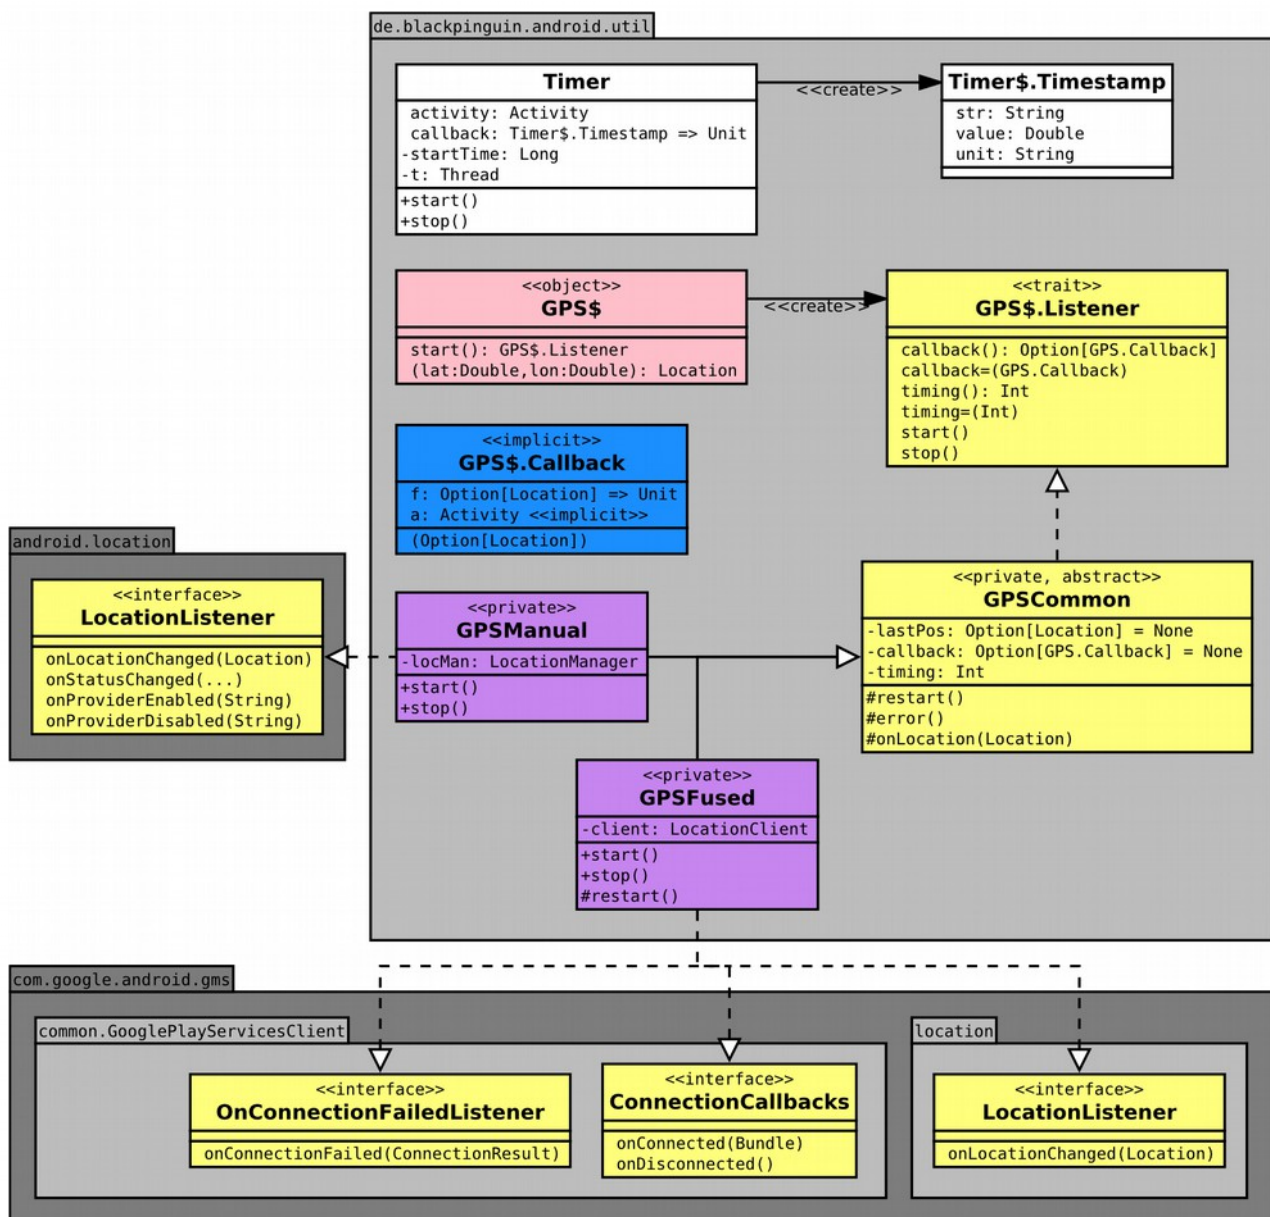 de.blackpinguin.android.util
Timer
activity: Activity
callback: Timer$.Timestamp => Unit
-startTime: Long
-t: Thread
+start()
+stop()
<<create>>
Timer$.Timestamp
str: String
value: Double
unit: String
<<object>>
GPS$
start(): GPS$.Listener
(lat:Double,lon:Double): Location
<<create>>
<<trait>>
GPS$.Listener
callback(): Option[GPS.Callback]
callback=(GPS.Callback)
timing(): Int
timing=(Int)
start()
stop()
<<implicit>>
GPS$.Callback
f: Option[Location] => Unit
a: Activity <<implicit>>
(Option[Location])
android.location
<<interface>>
LocationListener
onLocationChanged(Location)
onStatusChanged(...)
onProviderEnabled(String)
onProviderDisabled(String)
<<private>>
GPSManual
-locMan: LocationManager
+start()
+stop()
<<private, abstract>>
GPSCommon
-lastPos: Option[Location] = None
-callback: Option[GPS.Callback] = None
-timing: Int
#restart()
#error()
#onLocation(Location)
<<private>>
GPSFused
-client: LocationClient
+start()
+stop()
#restart()
com.google.android.gms
common.GooglePlayServicesClient
<<interface>>
OnConnectionFailedListener
onConnectionFailed(ConnectionResult)
<<interface>>
ConnectionCallbacks
onConnected(Bundle)
onDisconnected()
location
<<interface>>
LocationListener
onLocationChanged(Location)